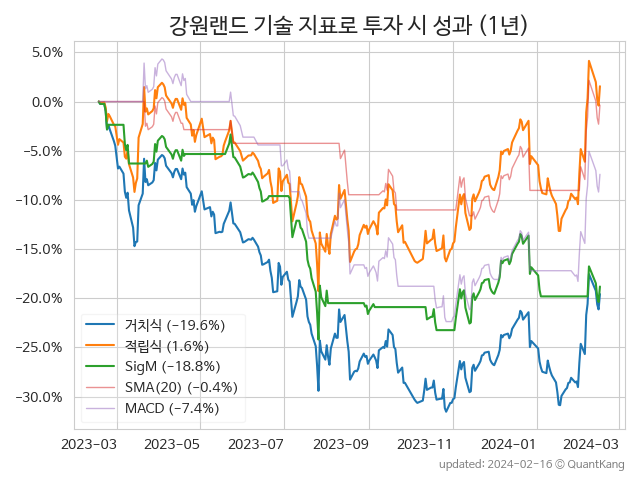 강원랜드 기술 지표로 투자 시 성과 (1년)
5.0%
0.0%
−5.0%
−10.0%
−15.0%
−20.0%
−25.0%
−30.0%
거치식 (−19.6%)
적립식 (1.6%)
SigM (−18.8%)
SMA(20) (−0.4%)
MACD (−7.4%)
2023-03 2023-05 2023-07 2023-09 2023-11 2024-01 2024-03
updated: 2024-02-16 © QuantKang